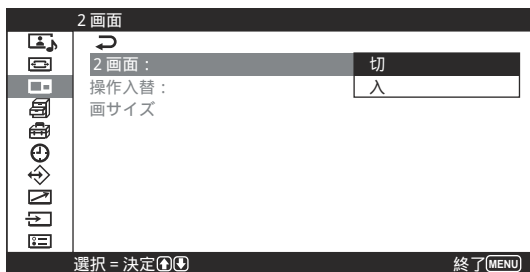 2画面
2画面：
切
操作入替：
入
画サイズ
選択=決定
終了 MENU